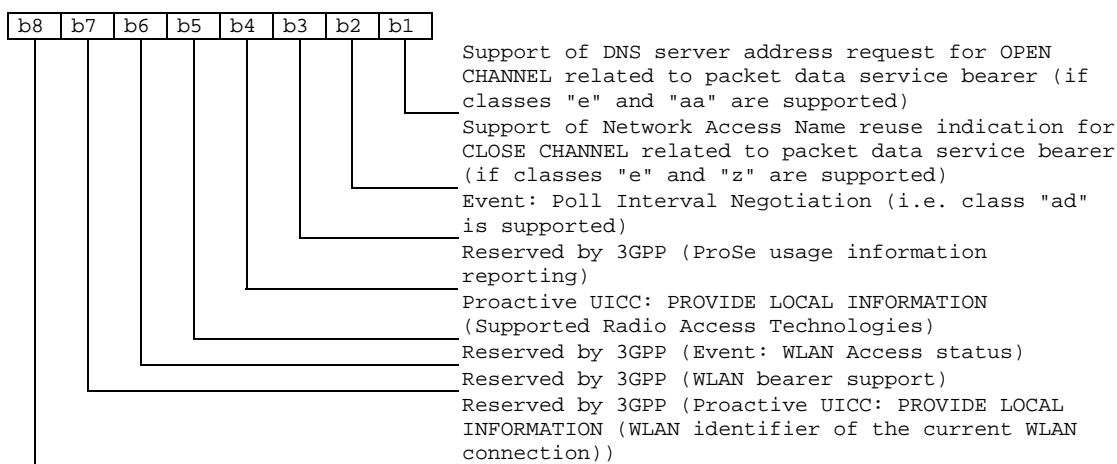 b8 b7 b6 b5 b4 b3 b2 b1
Support of DNS server address request for OPEN
CHANNEL related to packet data service bearer (if
classes "e" and "aa" are supported)
Support of Network Access Name reuse indication for
CLOSE CHANNEL related to packet data service bearer
(if classes "e" and "z" are supported)
Event: Poll Interval Negotiation (i.e. class "ad"
is supported)
Reserved by 3GPP (ProSe usage information
reporting)
Proactive UICC: PROVIDE LOCAL INFORMATION
(Supported Radio Access Technologies)
Reserved by 3GPP (Event: WLAN Access status)
Reserved by 3GPP (WLAN bearer support)
Reserved by 3GPP (Proactive UICC: PROVIDE LOCAL
INFORMATION (WLAN identifier of the current WLAN
connection))